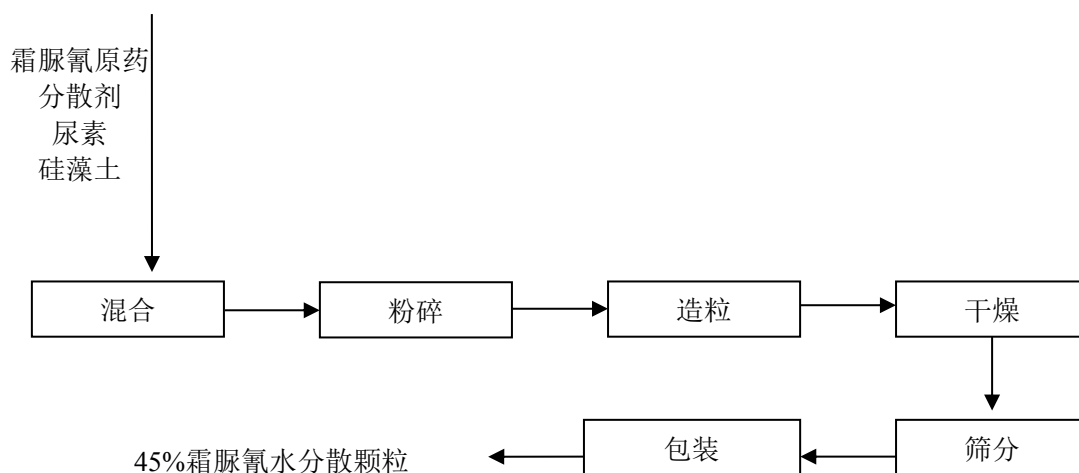 霜脲氰原药
分散剂
尿素
硅藻土
混合
粉碎
造粒
干燥
筛分
包装
45%霜脲氰水分散颗粒